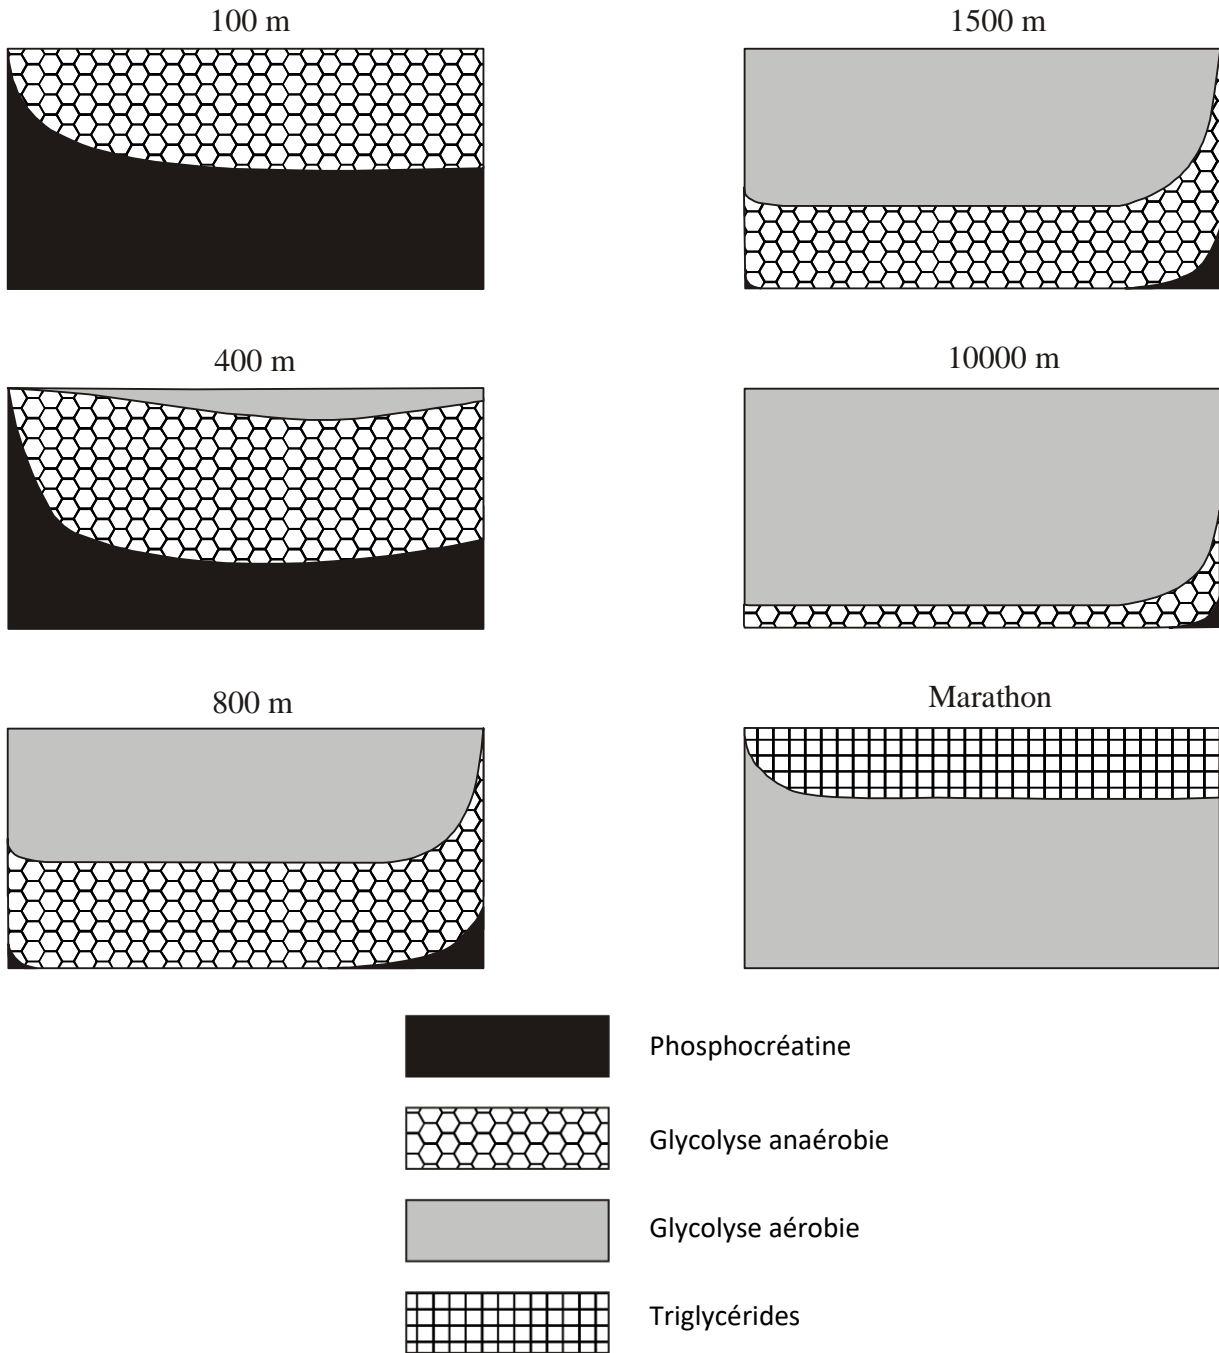 100 m
1500 m
400 m
10000 m
800 m
Marathon
Phosphocréatine
Glycolyse anaérobie
Glycolyse aérobie
Triglycérides